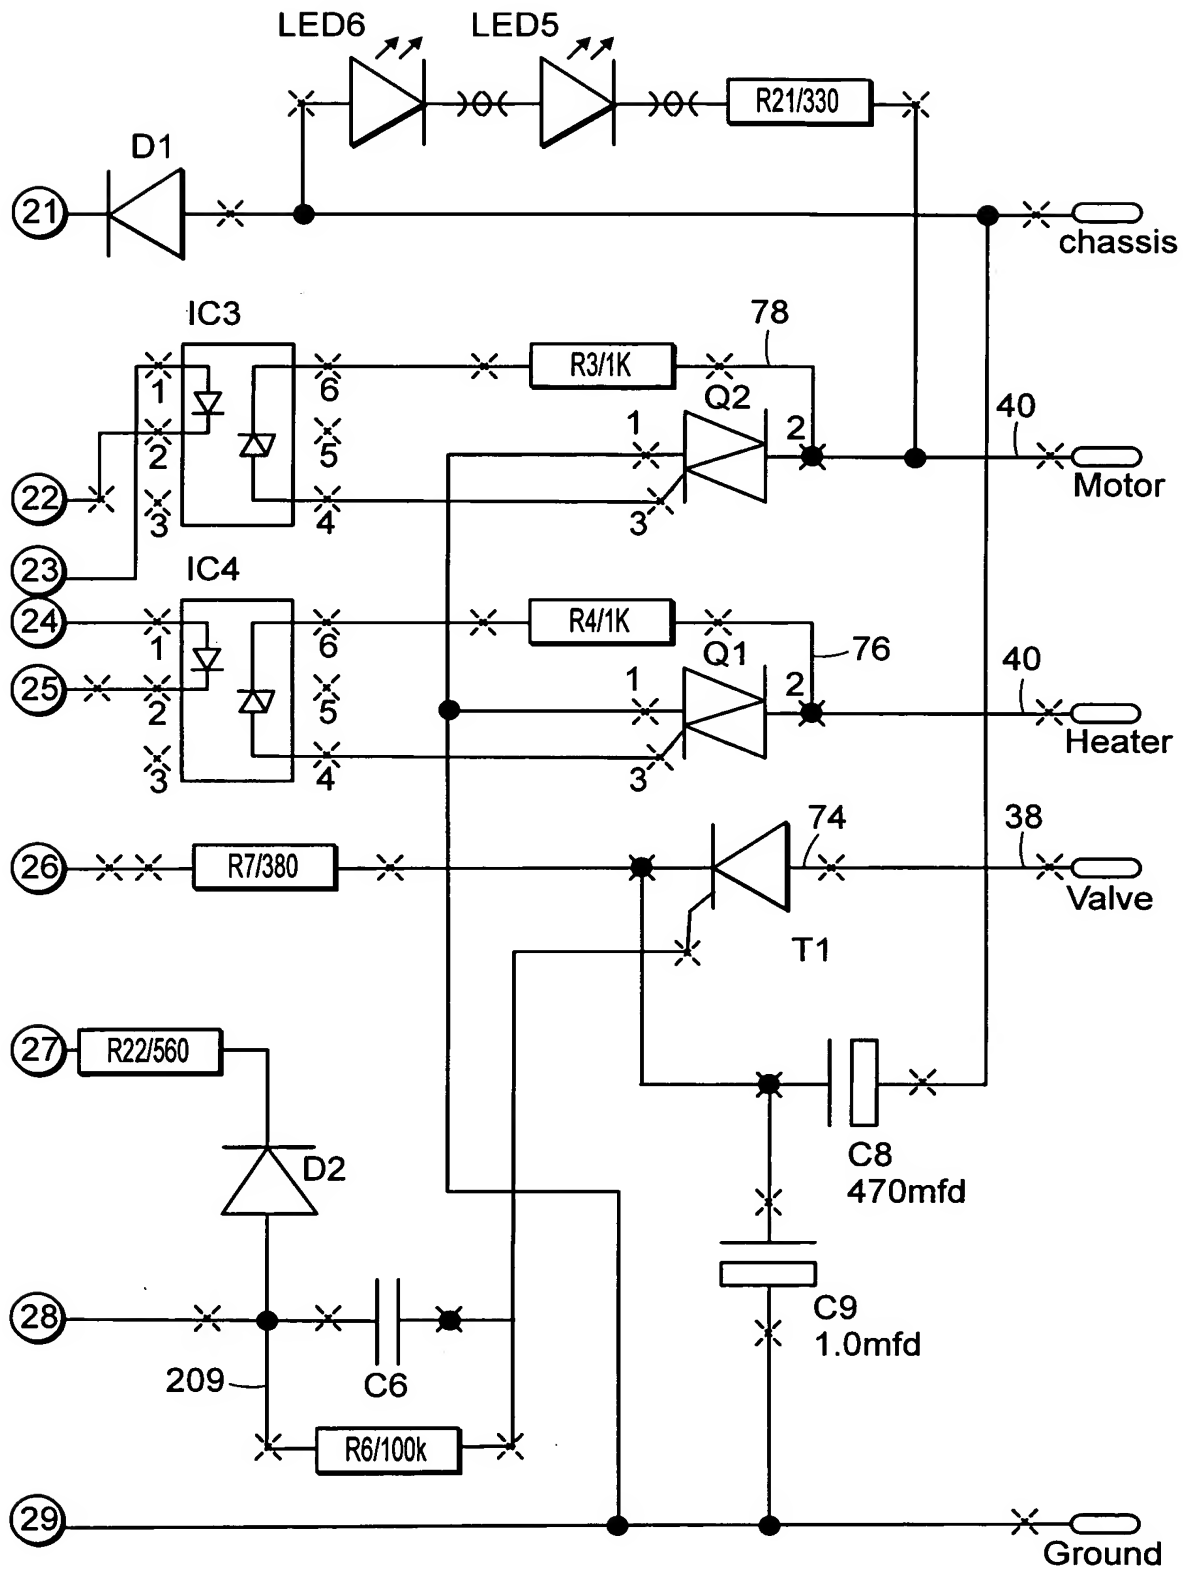 LED6 LED5
R21/330
D1
21
chassis
IC3
78
1
6
R3/1K
Q2
40
2
5
1
2
22
3
4
3
Motor
23
IC4
24
1
6
R4/1K
Q1
76
25
2
5
1
2
40
3
4
3
Heater
74
38
26
R7/380
Valve
T1
27
R22/560
D2
C8
470mfd
28
C9
1.0mfd
209
C6
R6/100k
29
Ground